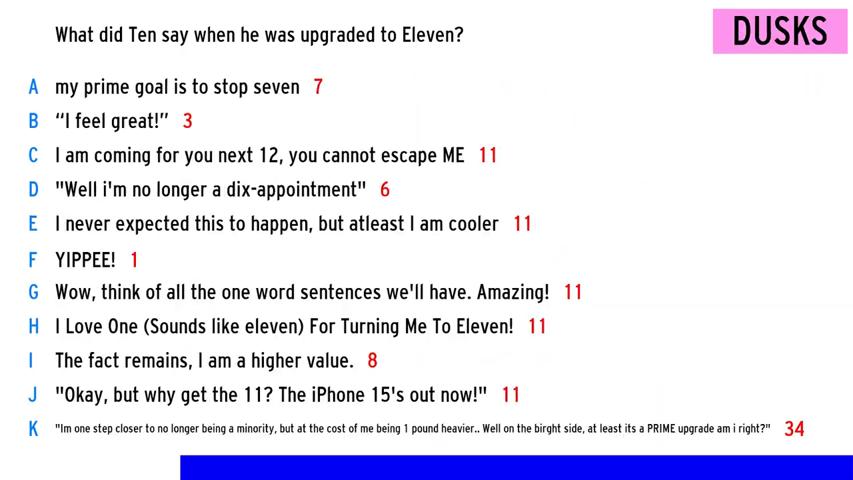 What did Ten say when he was upgraded to Eleven?
DUSKS
A my prime goal is to stop seven 7
B “I feel great!” 3
C I am coming for you next 12, you cannot escape ME 11
D "Well i'm no longer a dix-appointment" 6
E I never expected this to happen, but atleast I am cooler 11
F YIPPEE! 1
G Wow, think of all the one word sentences we'll have. Amazing! 11
H I Love One (Sounds like eleven) For Turning Me To Eleven! 11
I The fact remains, I am a higher value. 8
J "Okay, but why get the 11? The iPhone 15's out now!" 11
K "Im one step closer to no longer being a minority, but at the cost of me being 1 pound heavier.. Well on the biright side, at least its a PRIME upgrade am i right?" 34